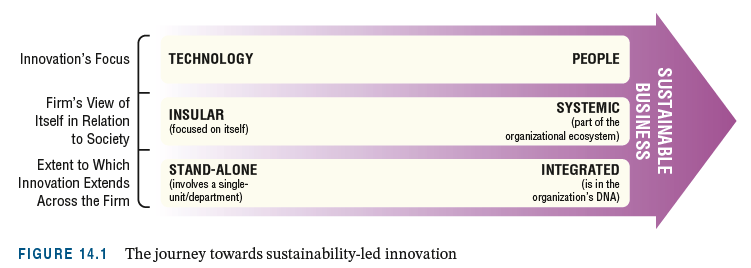 Innovation's Focus
TECHNOLOGY
PEOPLE
Firm's View of
Itself in Relation
to Society
INSULAR
(focused on itself)
SYSTEMIC
(part of the
organizational ecosystem)
Extent to Which
Innovation Extends
Across the Firm
STAND-ALONE
(involves a single-
unit/department)
INTEGRATED
(is in the
organization's DNA)
SUSTAINABLE
BUSINESS
FIGURE 14.1 The journey towards sustainability-led innovation